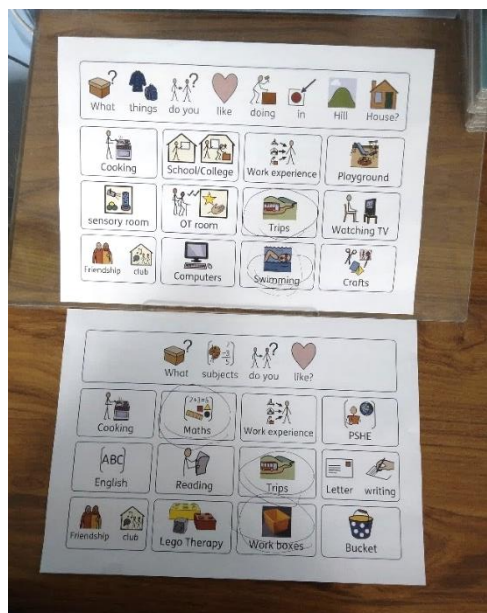 What things do you like doing in Hill House?
Cooking School/College Work experience Playground
sensory room OT room Trips Watching TV
Friendship club Computers Swimming Crafts
What subjects do you like?
Cooking Maths Work experience PSHE
English Reading Trips Letter writing
Friendship club Lego Therapy Work boxes Bucket